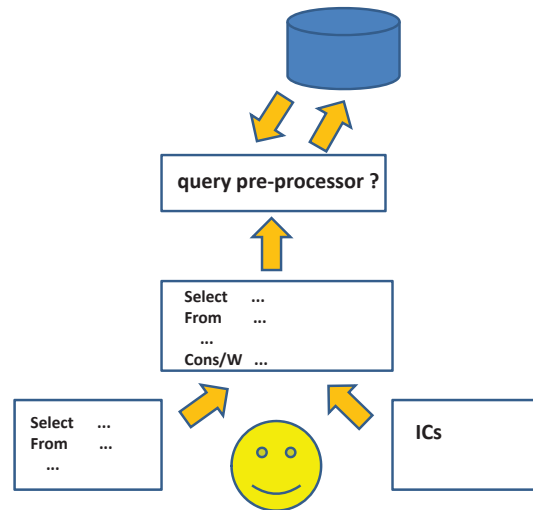 query pre-processor ?
Select ...
From ...
...
Cons/W ...
Select ...
From ...
...
ICs